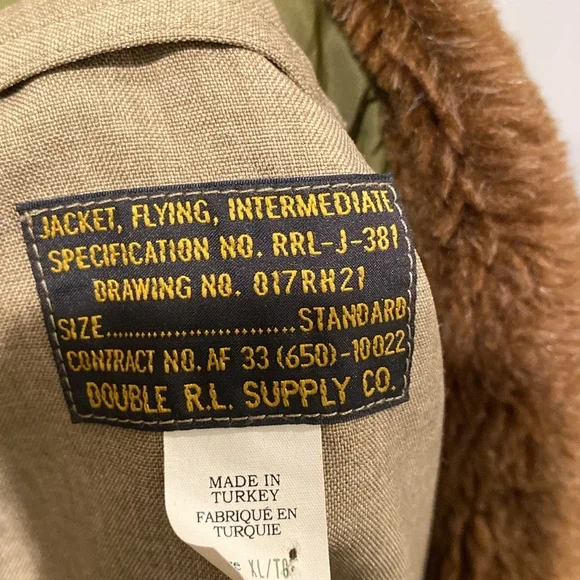 JACKET, FLYING, INTERMEDIATE
SPECIFICATION NO. RRL-J-381
DRAWING NO. 017RH21
SIZE............................STANDARD
CONTRACT NO. AF 33 (650)-10022
DOUBLE R.L. SUPPLY CO.
MADE IN
TURKEY
FABRIQUÉ EN
TURQUIE